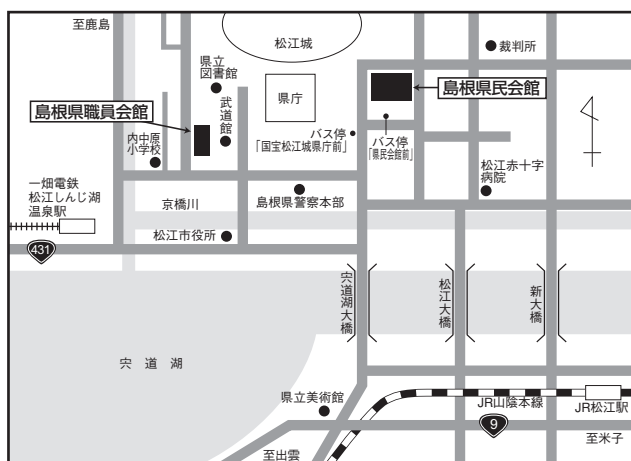 至鹿島
松江城
裁判所
県立
図書館
県庁
島根県民会館
島根県職員会館
武道館
内中原
小学校
バス停
「国宝松江城県庁前」
バス停
「県民会館前」
松江赤十字
病院
一畑電鉄
松江しんじ湖
温泉駅
京橋川
島根県警察本部
松江市役所
431
宍道湖大橋
松江大橋
新大橋
宍道湖
県立美術館
JR山陰本線
JR松江駅
9
至出雲
至米子